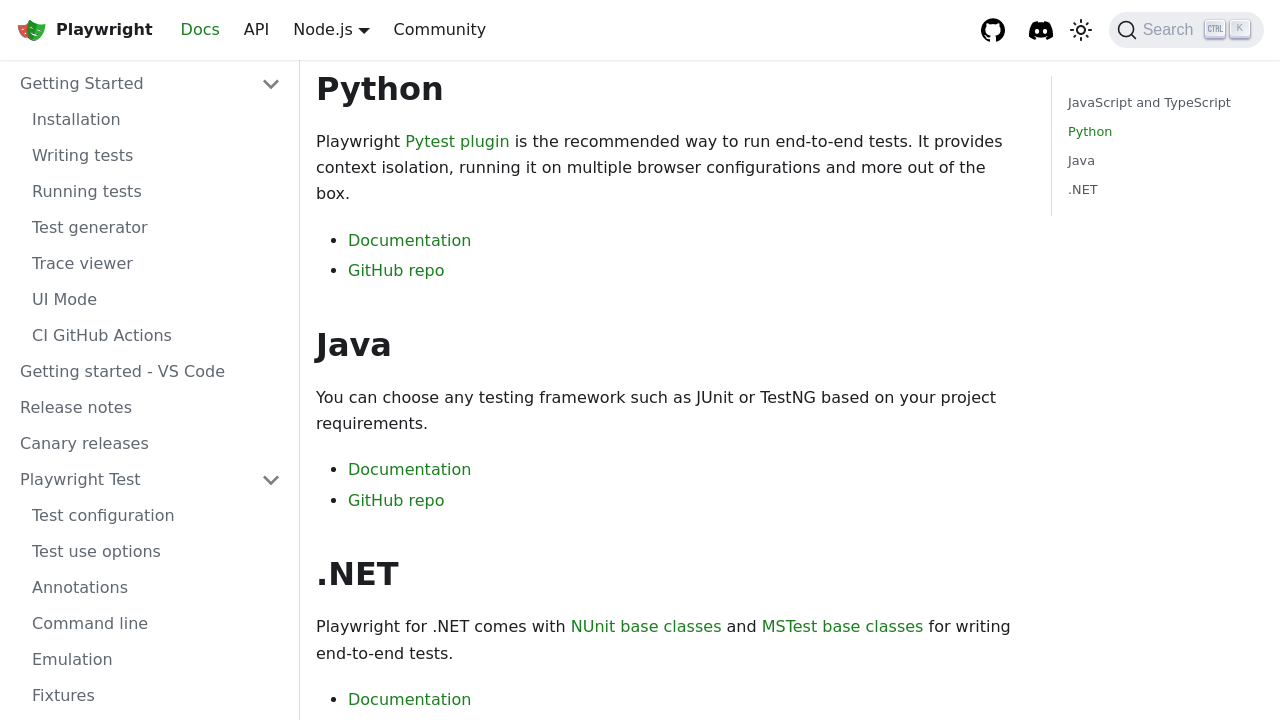 Playwright
Docs
API
Node.js
Community
Search
CTRL
K
Getting Started
Installation
Writing tests
Running tests
Test generator
Trace viewer
UI Mode
CI GitHub Actions
Getting started - VS Code
Release notes
Canary releases
Playwright Test
Test configuration
Test use options
Annotations
Command line
Emulation
Fixtures
Python
Playwright Pytest plugin is the recommended way to run end-to-end tests. It provides
context isolation, running it on multiple browser configurations and more out of the
box.
Documentation
GitHub repo
Java
You can choose any testing framework such as JUnit or TestNG based on your project
requirements.
Documentation
GitHub repo
.NET
Playwright for .NET comes with NUnit base classes and MSTest base classes for writing
end-to-end tests.
Documentation
JavaScript and TypeScript
Python
Java
.NET